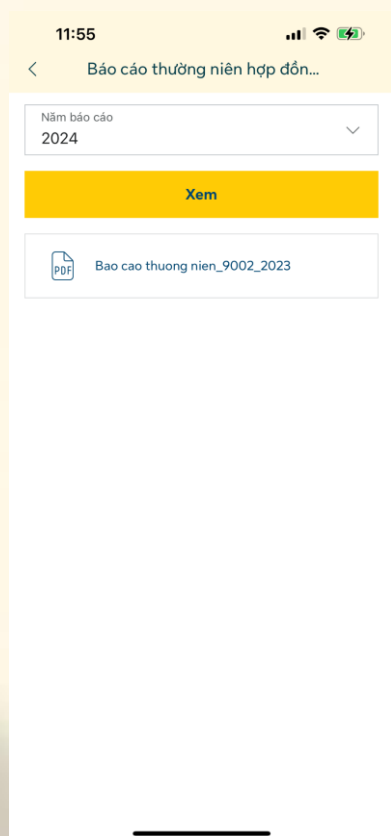 11:55
Báo cáo thường niên hợp đồn...
Năm báo cáo
2024
Xem
PDF
Bao cao thuong nien_9002_2023